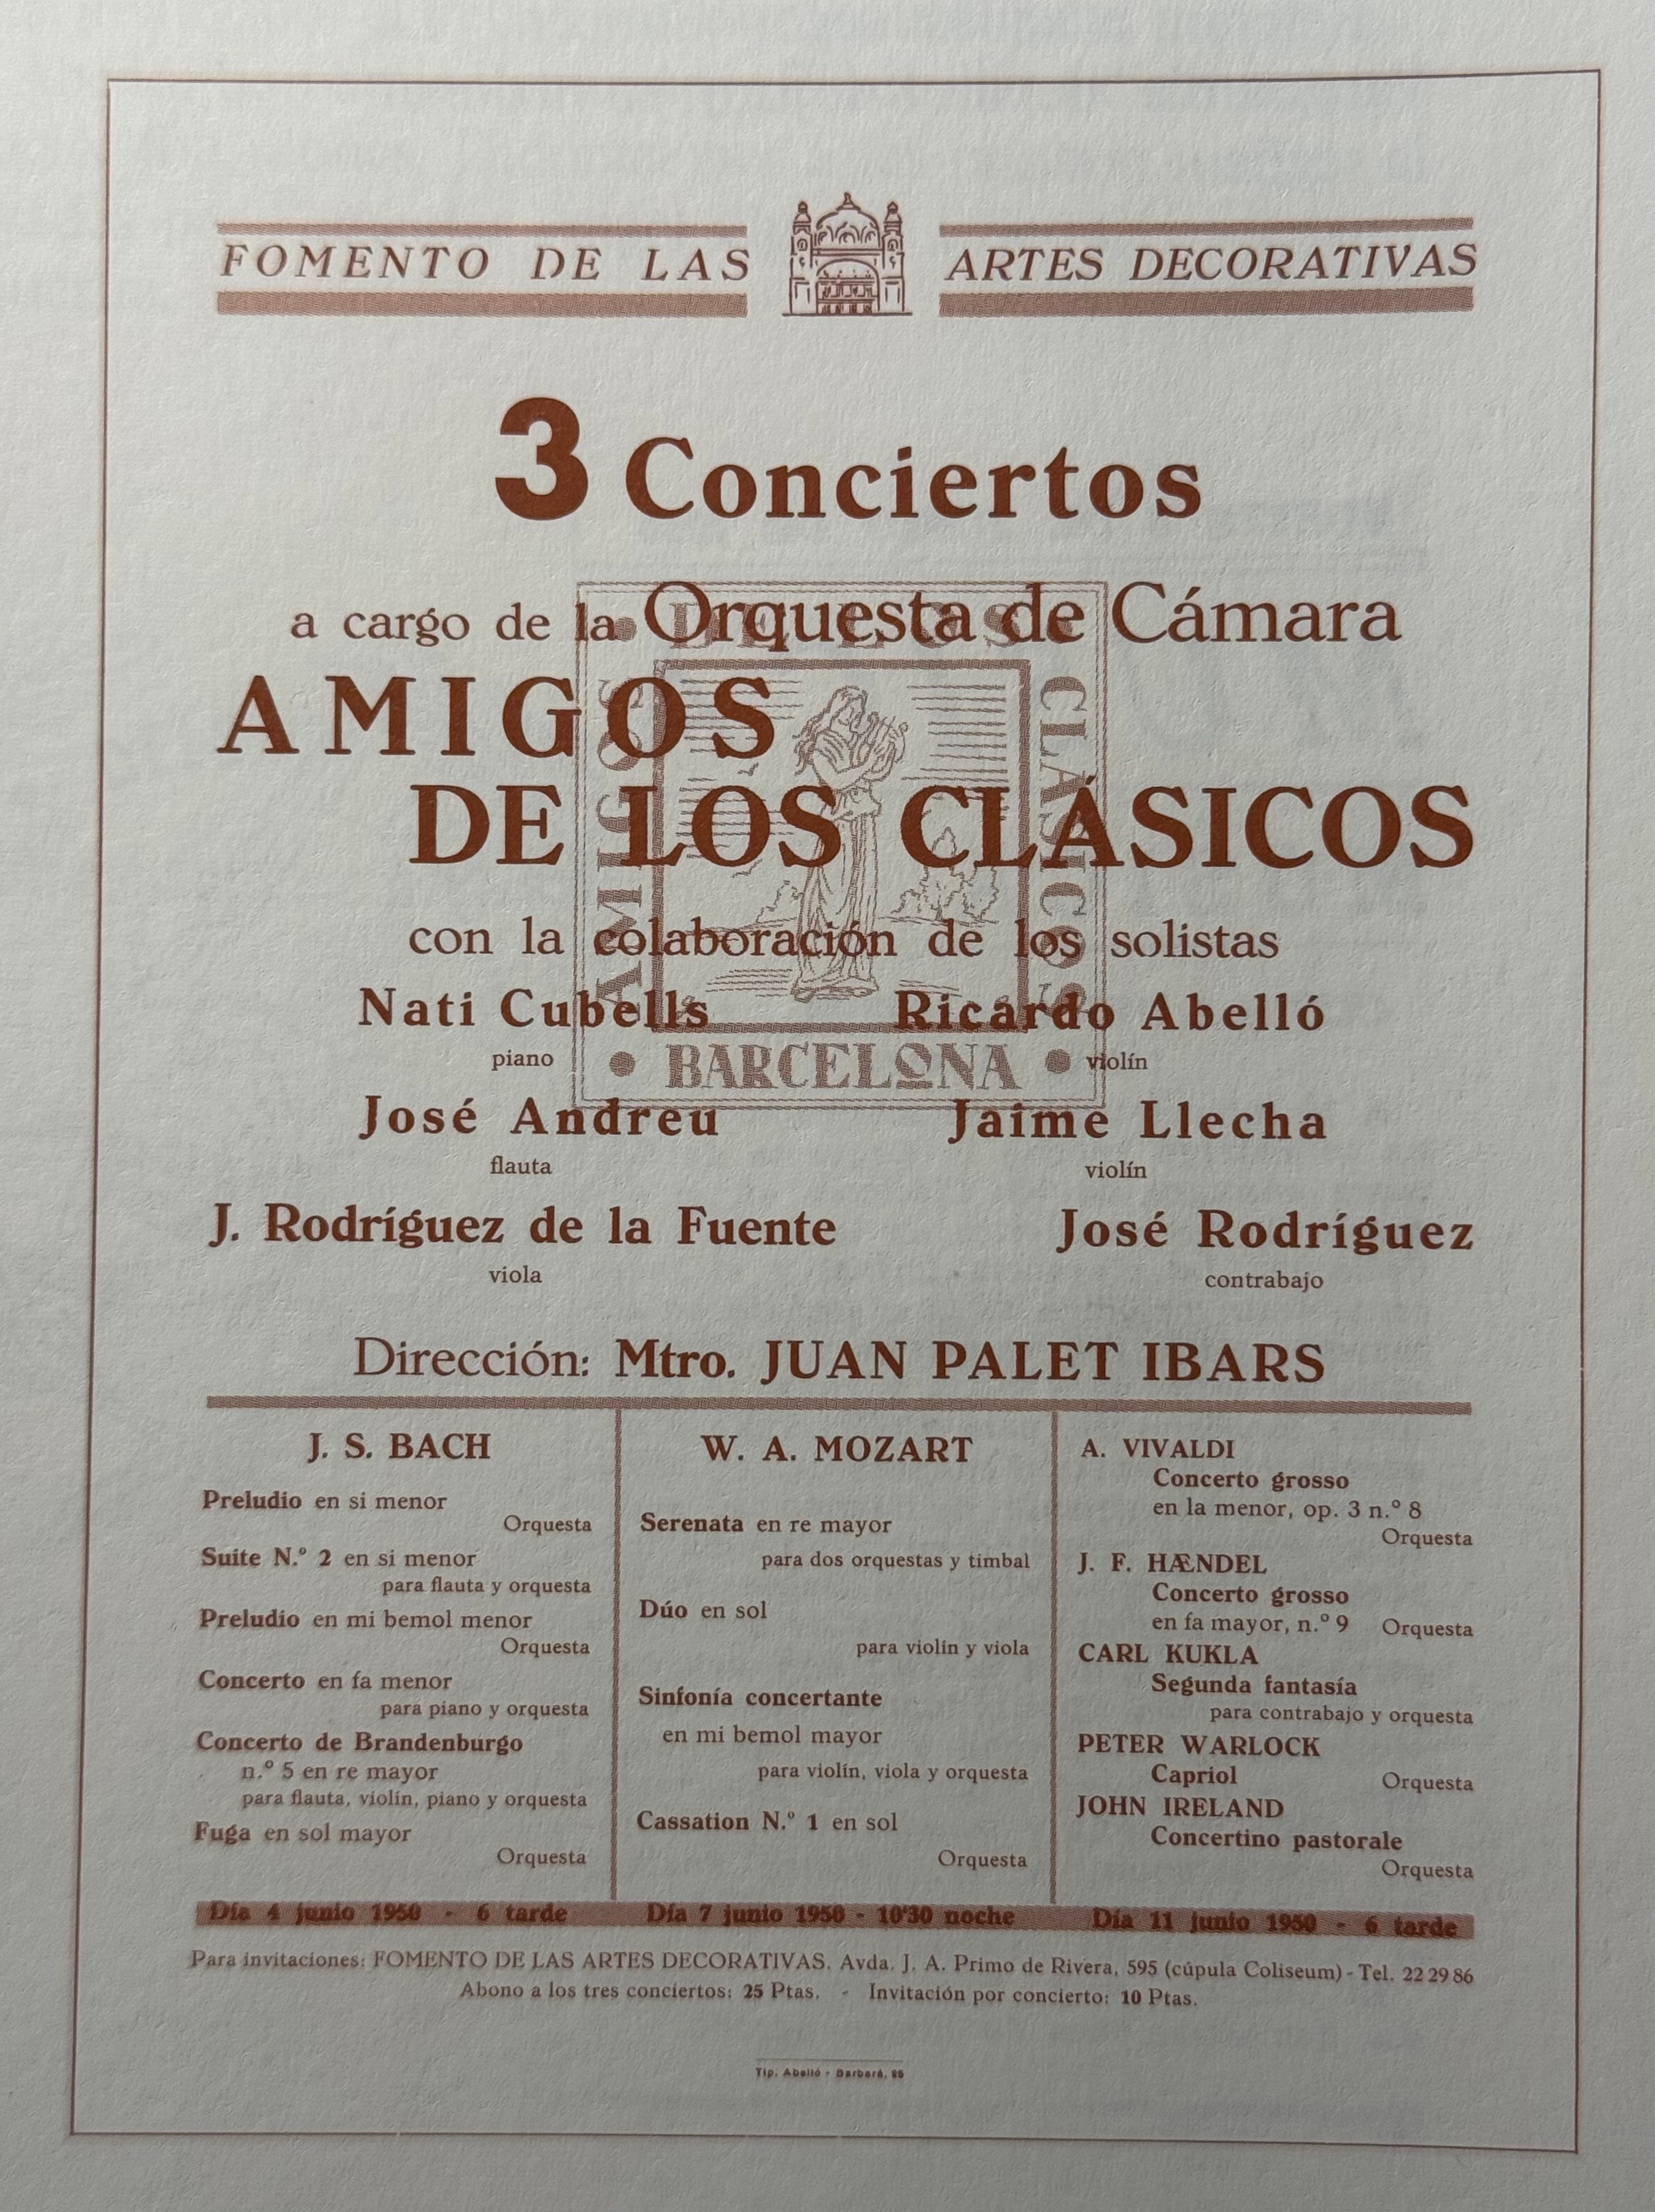 FOMENTO DE LAS ARTES DECORATIVAS
3 Conciertos
a cargo de la Orquesta de Cámara
AMIGOS
DE LOS CLÁSICOS
AMIGOS
DE LOS
CLÁSICOS
• BARCELONA •
con la colaboración de los solistas
Nati Cubells
piano
Ricardo Abelló
violín
José Andreu
flauta
Jaime Llecha
violín
J. Rodríguez de la Fuente
viola
José Rodríguez
contrabajo
Dirección: Mtro. JUAN PALET IBARS
J. S. BACH
Preludio en si menor
Orquesta
Suite N.º 2 en si menor
para flauta y orquesta
Preludio en mi bemol menor
Orquesta
Concerto en fa menor
para piano y orquesta
Concerto de Brandenburgo
n.º 5 en re mayor
para flauta, violín, piano y orquesta
Fuga en sol mayor
Orquesta
Día 4 junio 1950 - 6 tarde
W. A. MOZART
Serenata en re mayor
para dos orquestas y timbal
Dúo en sol
para violín y viola
Sinfonía concertante
en mi bemol mayor
para violín, viola y orquesta
Cassation N.º 1 en sol
Orquesta
Día 7 junio 1950 - 10'30 noche
A. VIVALDI
Concerto grosso
en la menor, op. 3 n.º 8
Orquesta
J. F. HÆNDEL
Concerto grosso
en fa mayor, n.º 9 Orquesta
CARL KUKLA
Segunda fantasía
para contrabajo y orquesta
PETER WARLOCK
Capriol Orquesta
JOHN IRELAND
Concertino pastorale
Orquesta
Día 11 junio 1950 - 6 tarde
Para invitaciones: FOMENTO DE LAS ARTES DECORATIVAS. Avda. J. A. Primo de Rivera, 595 (cúpula Coliseum) - Tel. 22 29 86
Abono a los tres conciertos: 25 Ptas. - Invitación por concierto: 10 Ptas.
Tip. Abelló - Barbará, 25